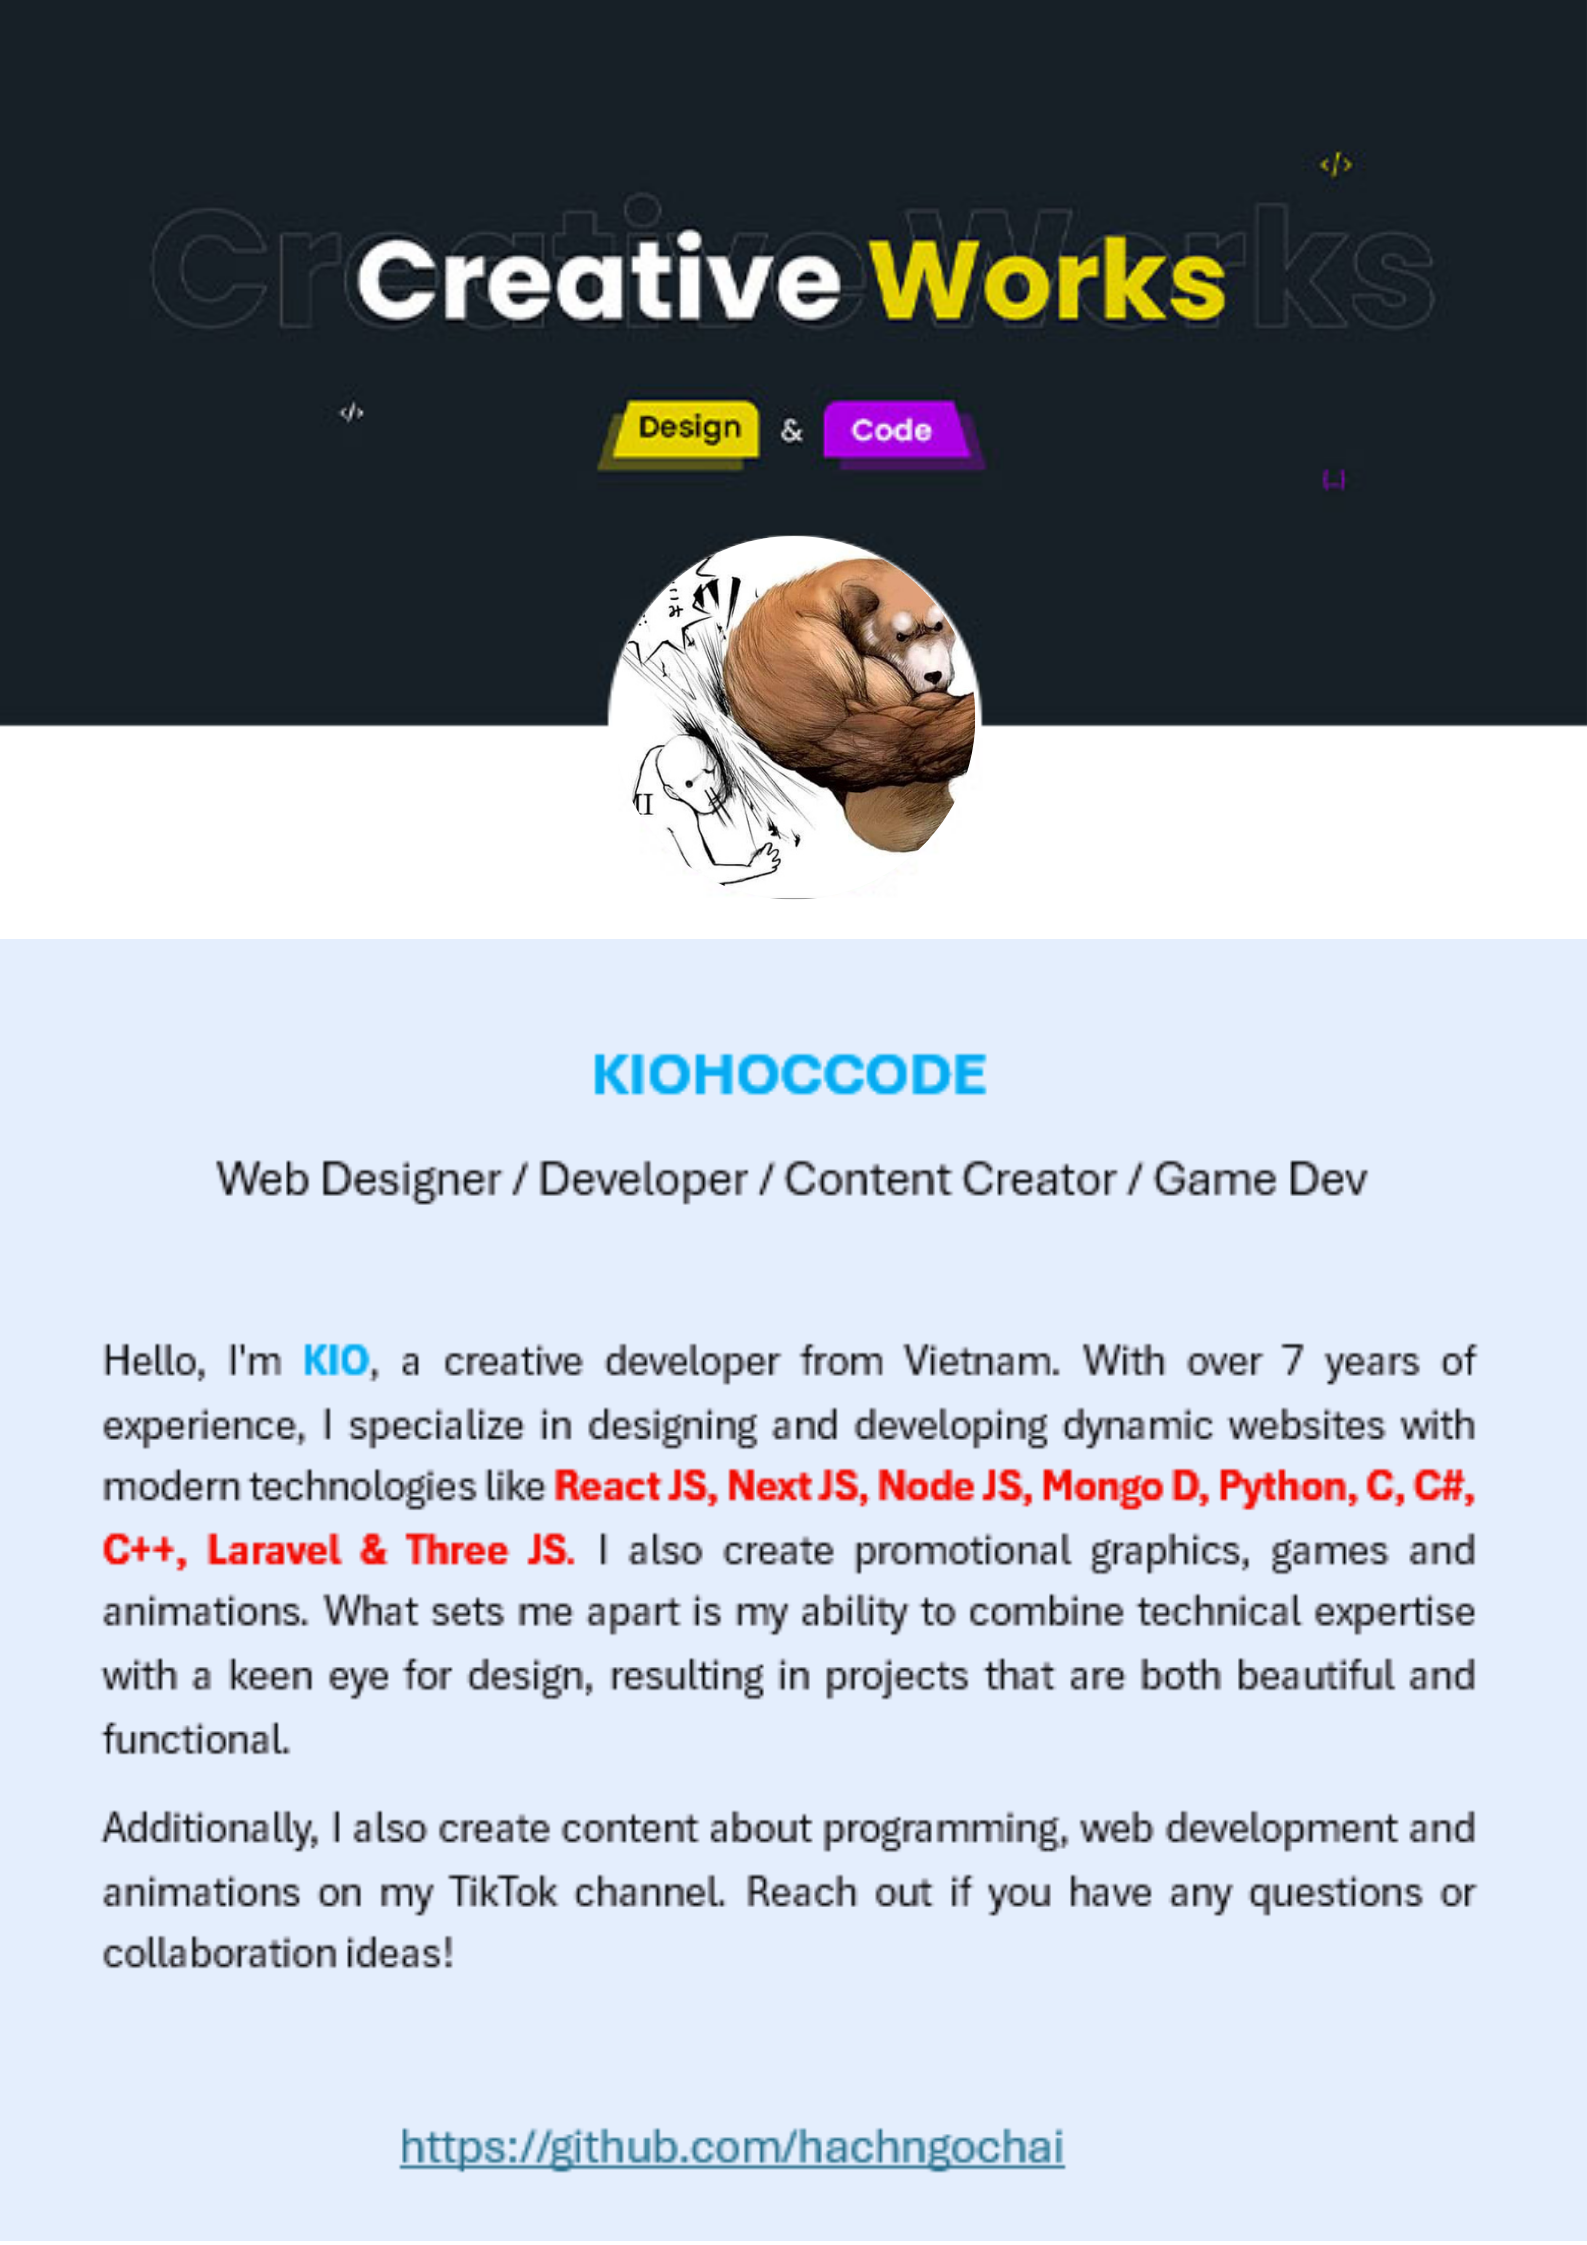 Creative Works
Creative Works
</>
</>
Design & Code
{...}
こみ
II
KIOHOCCODE
Web Designer / Developer / Content Creator / Game Dev
Hello, I'm KIO, a creative developer from Vietnam. With over 7 years of
experience, I specialize in designing and developing dynamic websites with
modern technologies like React JS, Next JS, Node JS, Mongo D, Python, C, C#,
C++, Laravel & Three JS. I also create promotional graphics, games and
animations. What sets me apart is my ability to combine technical expertise
with a keen eye for design, resulting in projects that are both beautiful and
functional.
Additionally, I also create content about programming, web development and
animations on my TikTok channel. Reach out if you have any questions or
collaboration ideas!
https://github.com/hachngochai